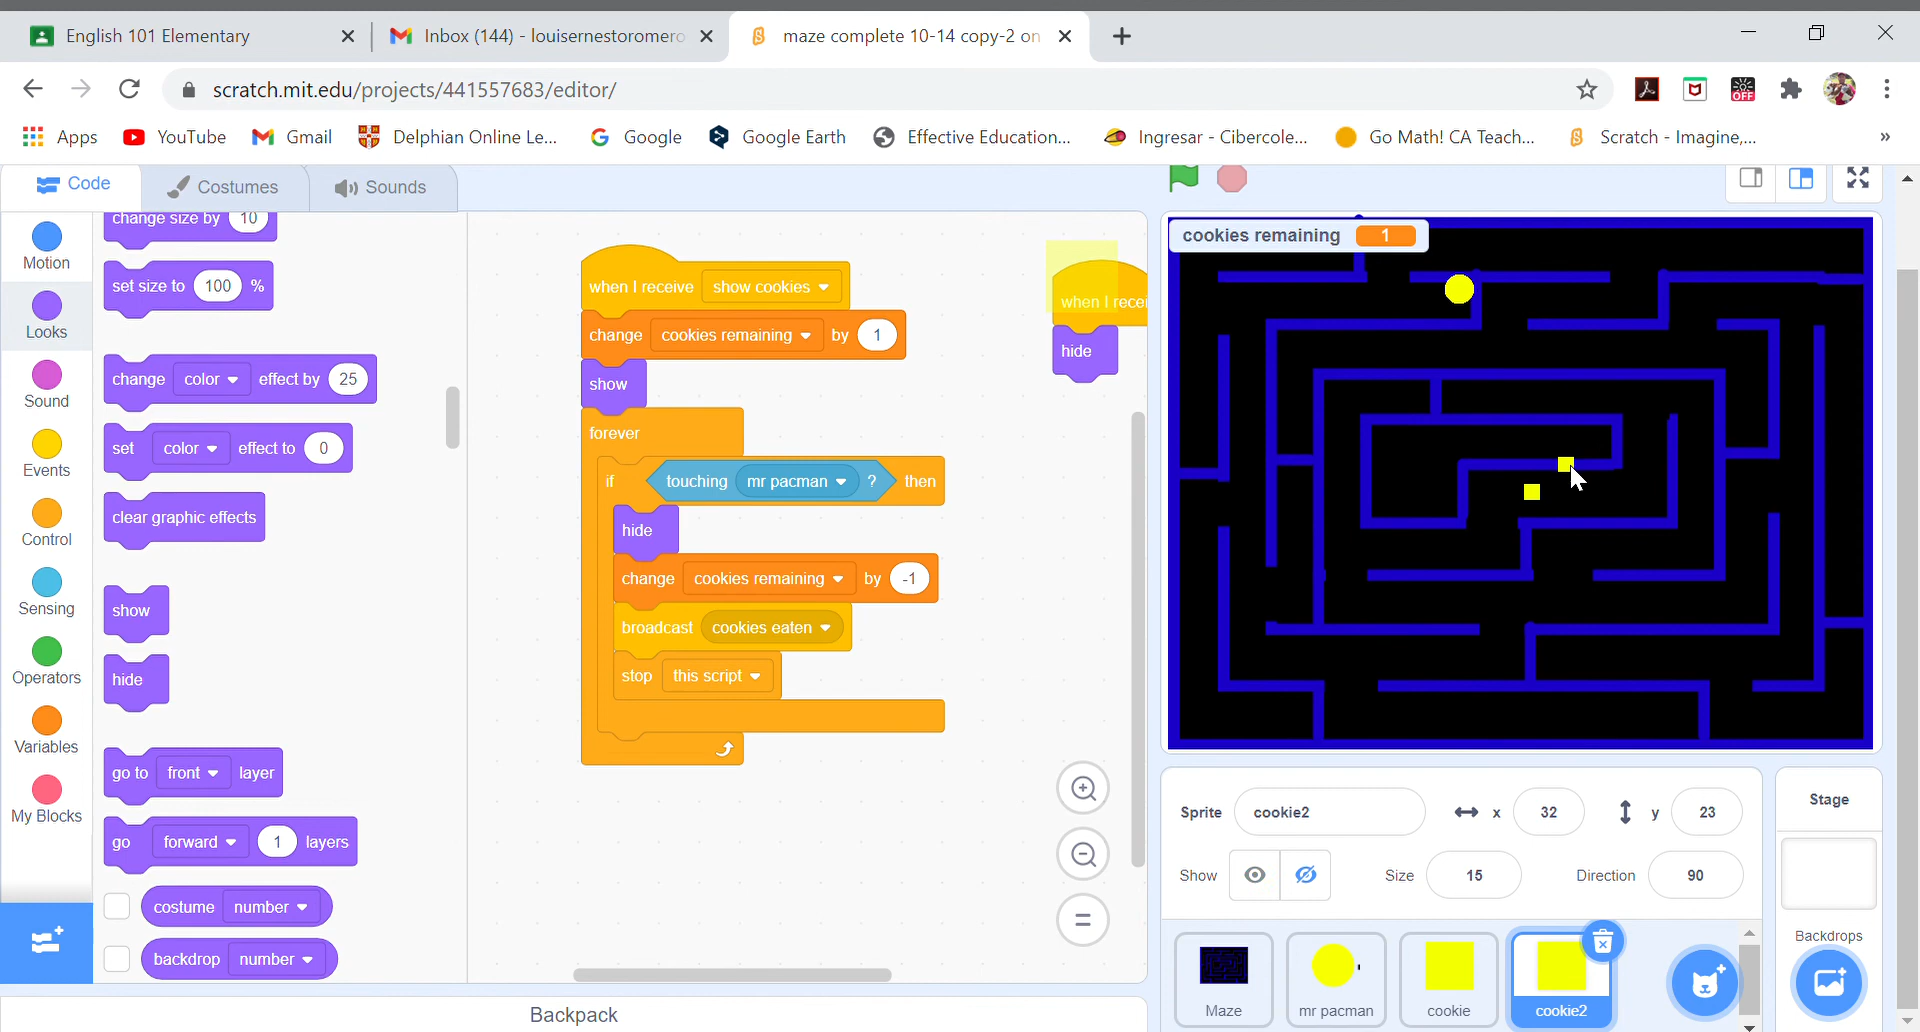 English 101 Elementary
Inbox (144) - louisernestoromero
maze complete 10-14 copy-2 on
scratch.mit.edu/projects/441557683/editor/
OFF
Apps YouTube Gmail Delphian Online Le... Google Google Earth Effective Education... Ingresar - Cibercole... Go Math! CA Teach... Scratch - Imagine,... »
Code Costumes Sounds
Motion
Looks
Sound
Events
Control
Sensing
Operators
Variables
My Blocks
change size by 10
set size to 100 %
change color effect by 25
set color effect to 0
clear graphic effects
show
hide
go to front layer
go forward 1 layers
costume number
backdrop number
when I receive show cookies
change cookies remaining by 1
show
forever
if touching mr pacman ? then
hide
change cookies remaining by -1
broadcast cookies eaten
stop this script
when I recei
hide
Backpack
cookies remaining 1
Sprite cookie2 x 32 y 23
Show Size 15 Direction 90
Maze
mr pacman
cookie
cookie2
Stage
Backdrops